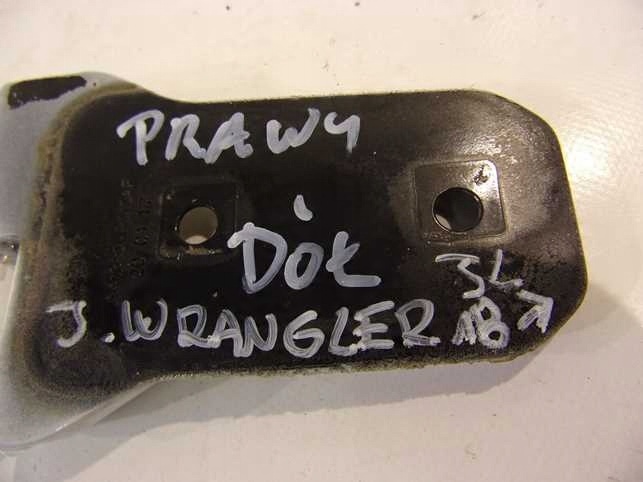 PRAWY
DÓŁ
J. WRANGLER
JL
18 →